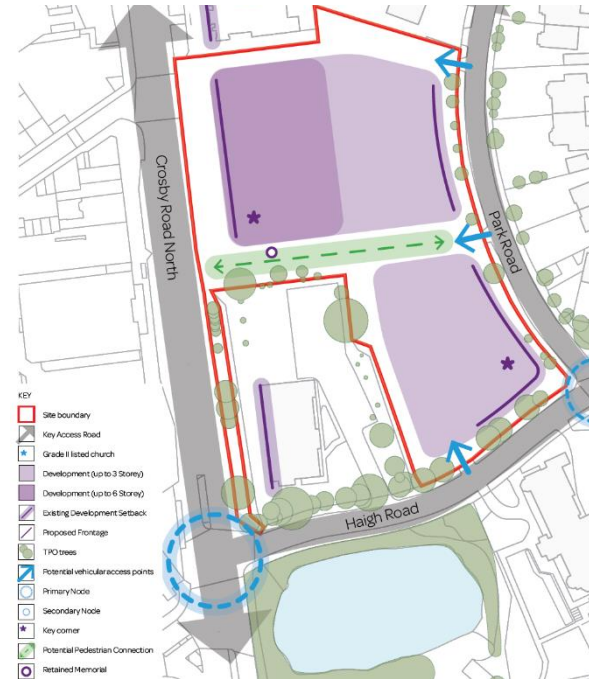 Crosby Road North
Park Road
Haigh Road
KEY
Site boundary
Key Access Road
Grade II listed church
Development (up to 3 Storey)
Development (up to 6 Storey)
Existing Development Setback
Proposed Frontage
TPO trees
Potential vehicular access points
Primary Node
Secondary Node
Key corner
Potential Pedestrian Connection
Retained Memorial